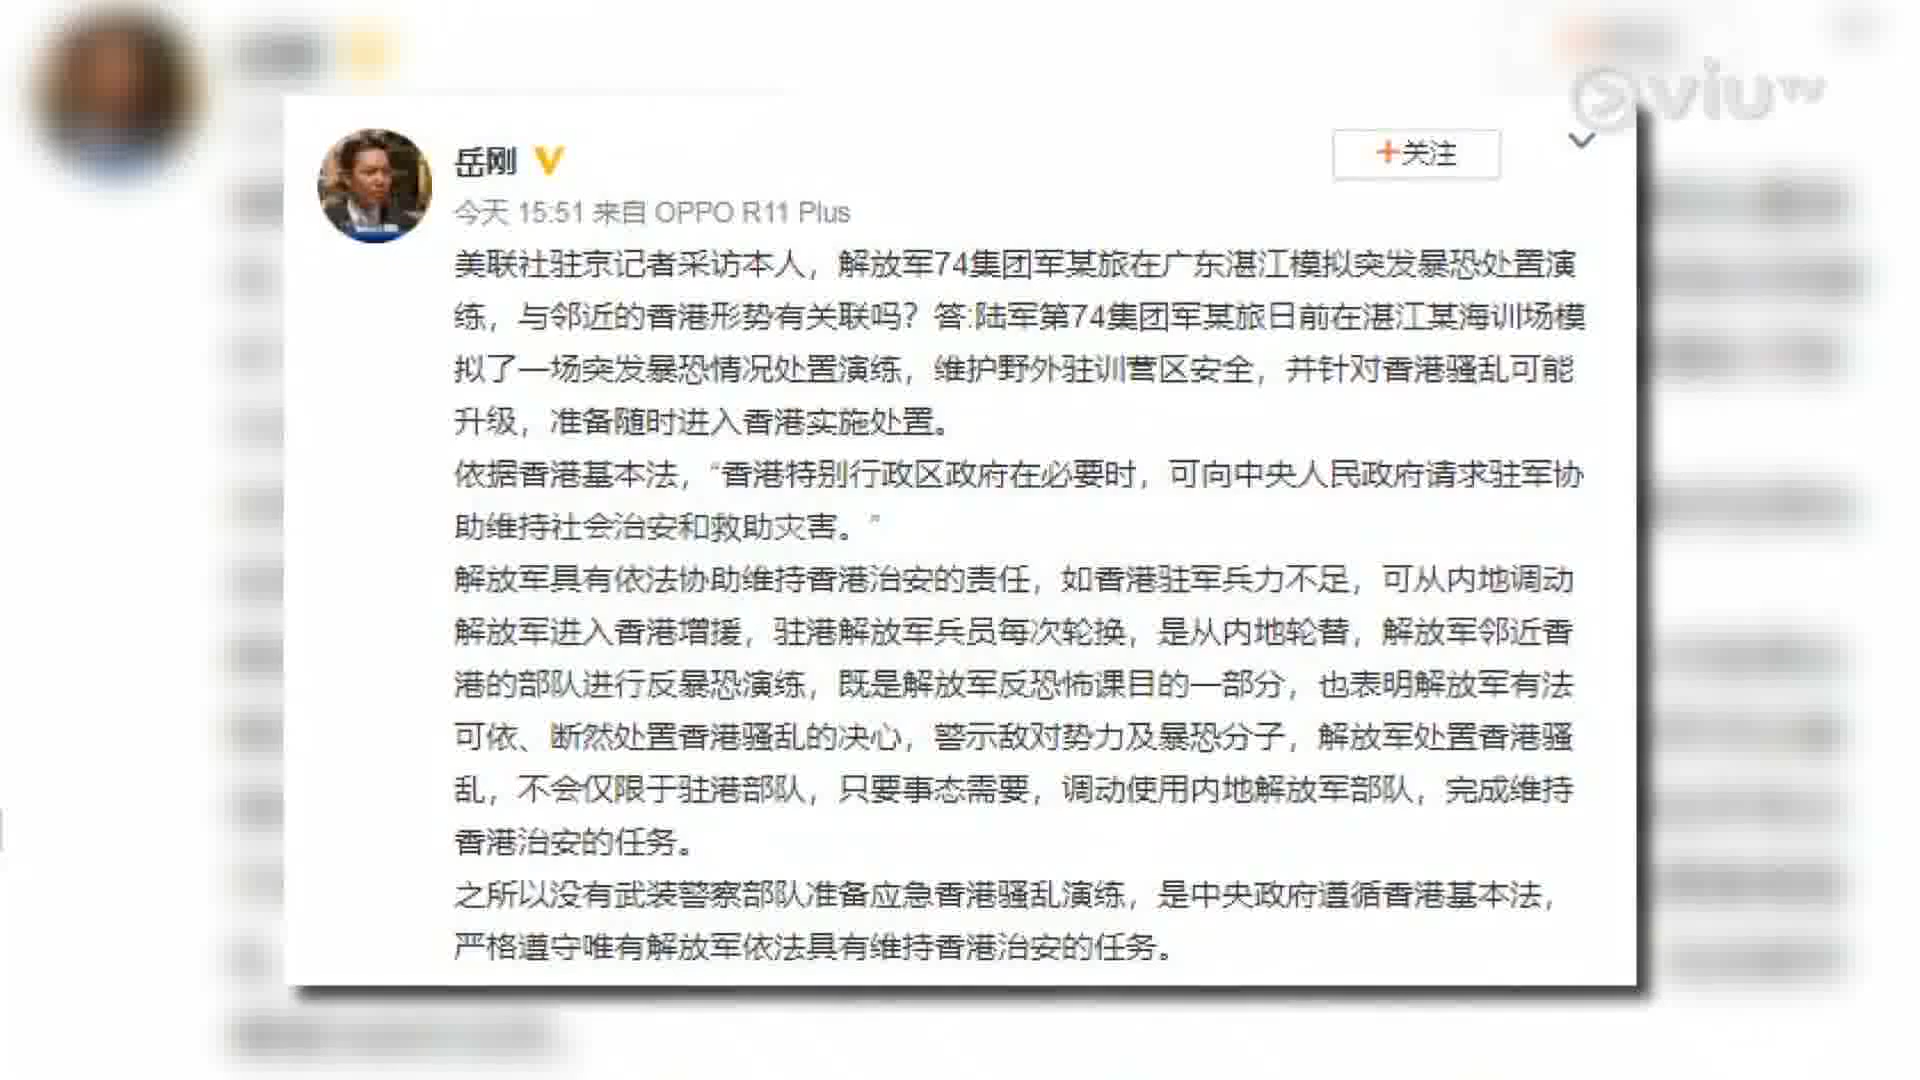 viuTV
岳刚
+关注
今天 15:51 来自 OPPO R11 Plus
美联社驻京记者采访本人，解放军74集团军某旅在广东湛江模拟突发暴恐处置演
练，与邻近的香港形势有关联吗？答:陆军第74集团军某旅日前在湛江某海训场模
拟了一场突发暴恐情况处置演练，维护野外驻训营区安全，并针对香港骚乱可能
升级，准备随时进入香港实施处置。
依据香港基本法，“香港特别行政区政府在必要时，可向中央人民政府请求驻军协
助维持社会治安和救助灾害。”
解放军具有依法协助维持香港治安的责任，如香港驻军兵力不足，可从内地调动
解放军进入香港增援，驻港解放军兵员每次轮换，是从内地轮替，解放军邻近香
港的部队进行反暴恐演练，既是解放军反恐怖课目的一部分，也表明解放军有法
可依、断然处置香港骚乱的决心，警示敌对势力及暴恐分子，解放军处置香港骚
乱，不会仅限于驻港部队，只要事态需要，调动使用内地解放军部队，完成维持
香港治安的任务。
之所以没有武装警察部队准备应急香港骚乱演练，是中央政府遵循香港基本法，
严格遵守唯有解放军依法具有维持香港治安的任务。